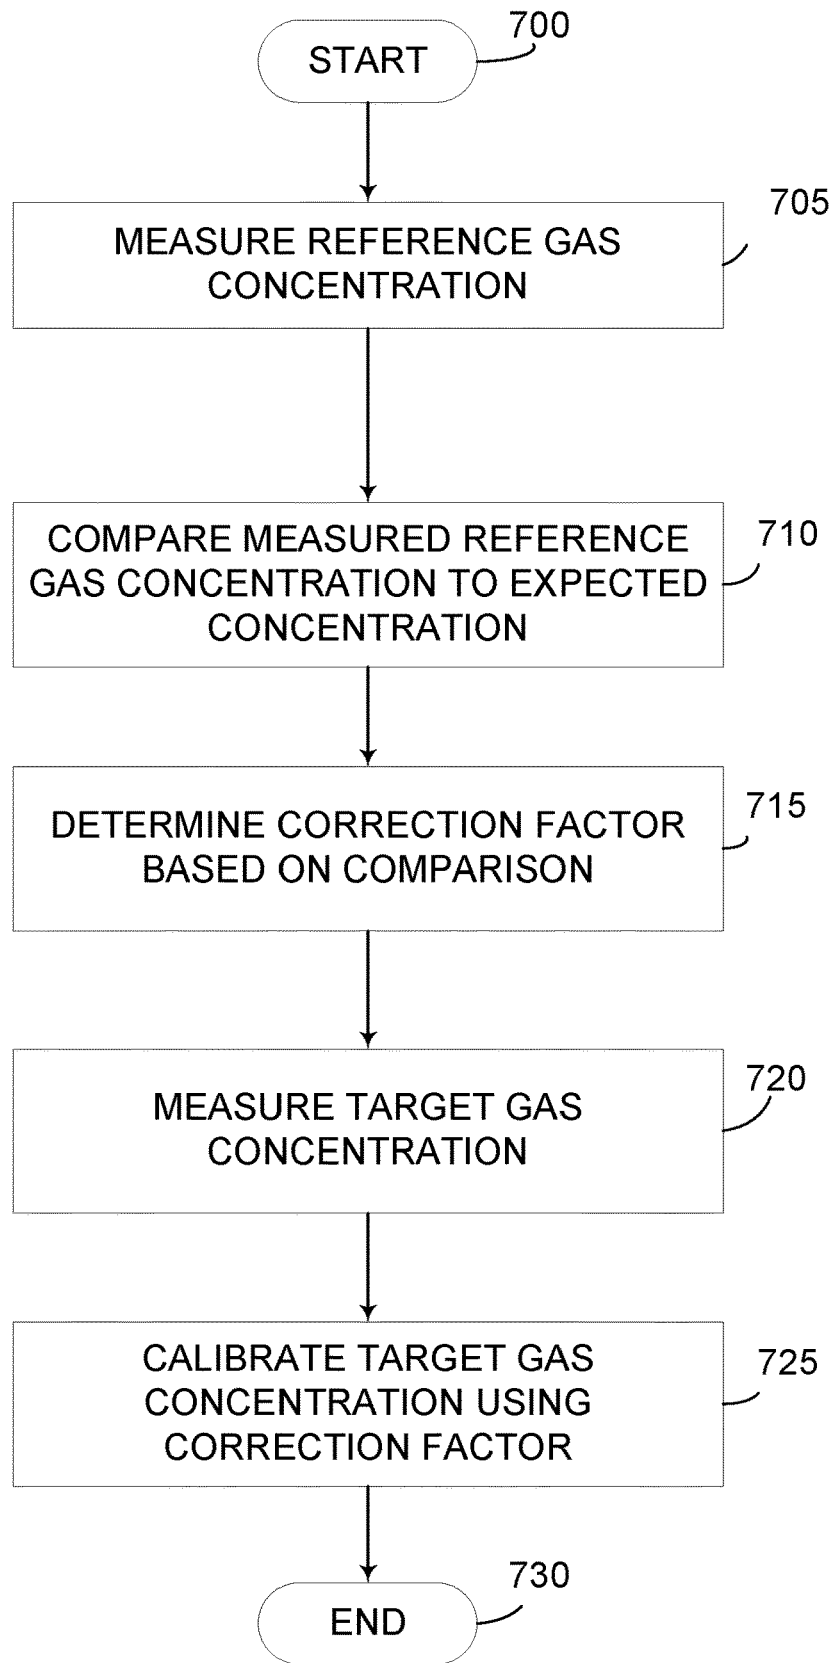 700
START
705
MEASURE REFERENCE GAS
CONCENTRATION
710
COMPARE MEASURED REFERENCE
GAS CONCENTRATION TO EXPECTED
CONCENTRATION
715
DETERMINE CORRECTION FACTOR
BASED ON COMPARISON
720
MEASURE TARGET GAS
CONCENTRATION
725
CALIBRATE TARGET GAS
CONCENTRATION USING
CORRECTION FACTOR
730
END